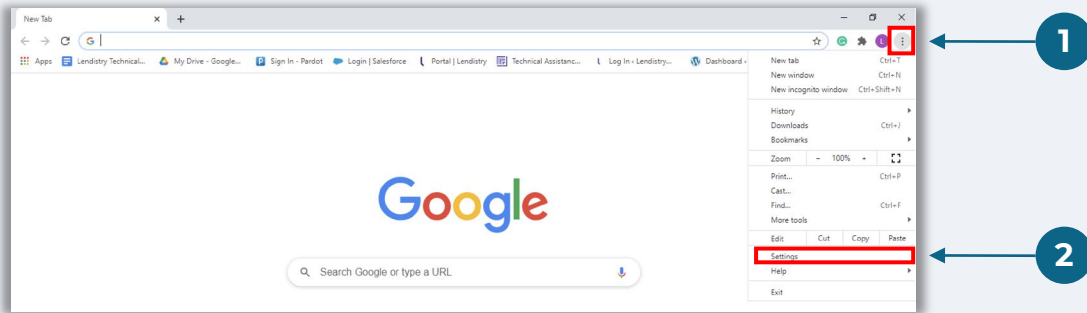 New Tab
Apps Lendistry Technical... My Drive - Google... Sign In - Pardot Login | Salesforce Portal | Lendistry Technical Assistanc... Log In ‹ Lendistry... Dashboard ‹
L
1
New tab Ctrl+T
New window Ctrl+N
New incognito window Ctrl+Shift+N
History
Downloads Ctrl+J
Bookmarks
Zoom - 100% +
Print... Ctrl+P
Cast...
Find... Ctrl+F
More tools
Edit Cut Copy Paste
Settings
2
Help
Exit
Google
Search Google or type a URL